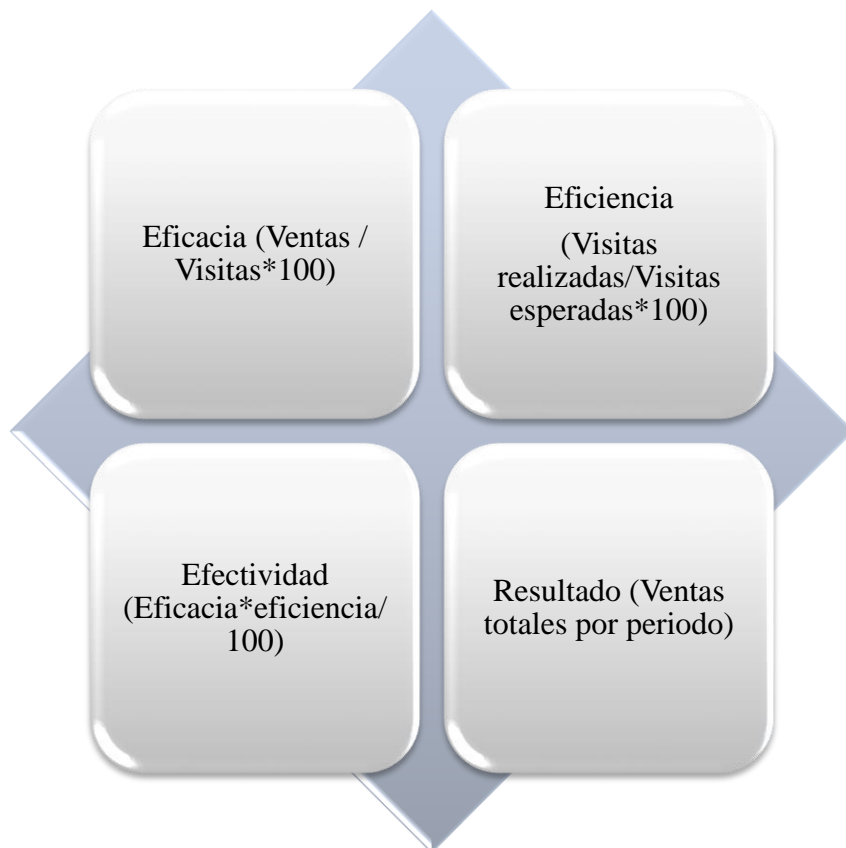 Eficacia (Ventas /
Visitas*100)
Eficiencia
(Visitas
realizadas/Visitas
esperadas*100)
Efectividad
(Eficacia*eficiencia/
100)
Resultado (Ventas
totales por periodo)